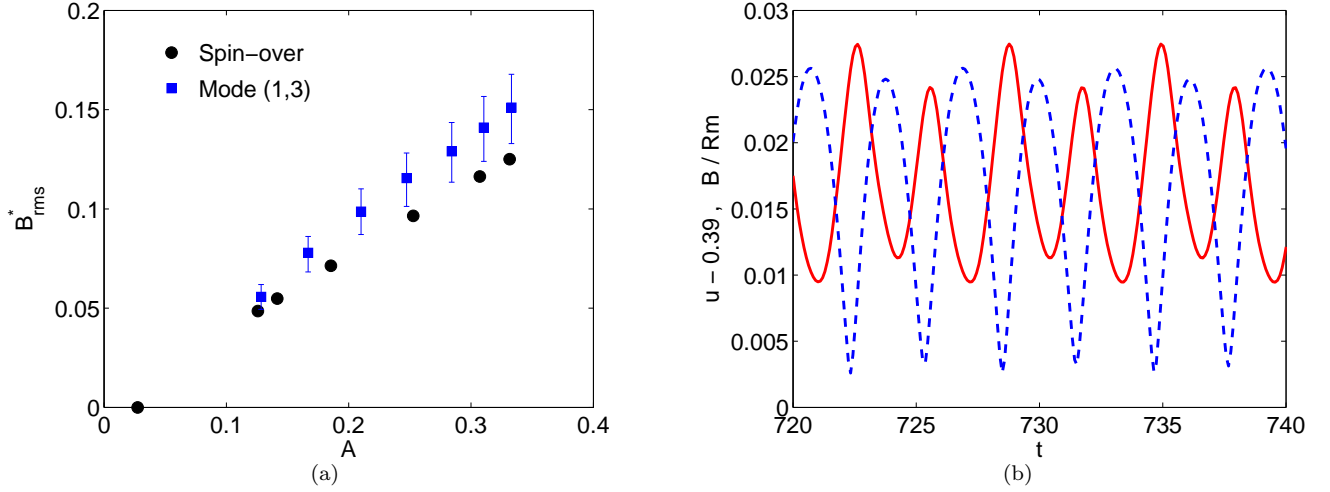 0.2
0.15
0.1
0.05
0
B*rms
Spin−over
Mode (1,3)
0 0.1 0.2 0.3 0.4
A
(a)
0.03
0.025
0.02
0.015
0.01
0.005
0
u − 0.39 , B / Rm
720 725 730 735 740
t
(b)